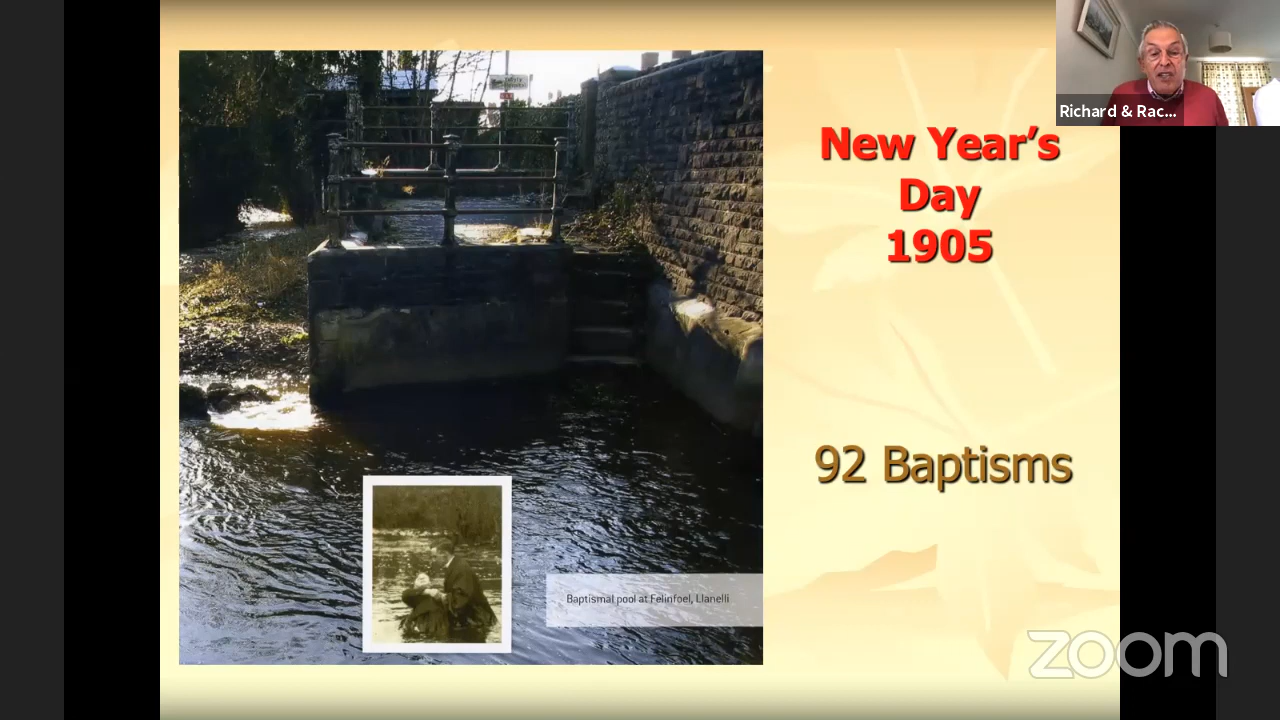 Richard & Rac...
New Year’s
Day
1905
92 Baptisms
Baptismal pool at Felinfoel, Llanelli
zoom